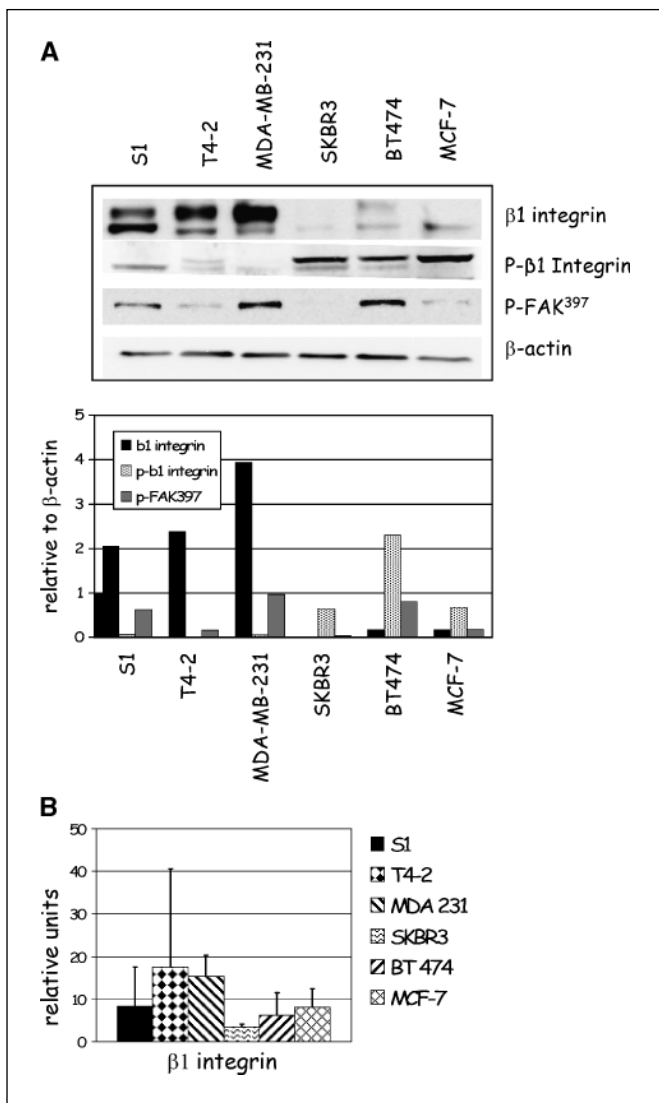 A
S1 T4-2 MDA-MB-231 SKBR3 BT474 MCF-7
β1 integrin
P-β1 Integrin
P-FAK³⁹⁷
β-actin
relative to β-actin
5
4
3
2
1
0
b1 integrin
p-b1 integrin
p-FAK397
S1 T4-2 MDA-MB-231 SKBR3 BT474 MCF-7
B
relative units
50
40
30
20
10
0
β1 integrin
S1
T4-2
MDA 231
SKBR3
BT 474
MCF-7